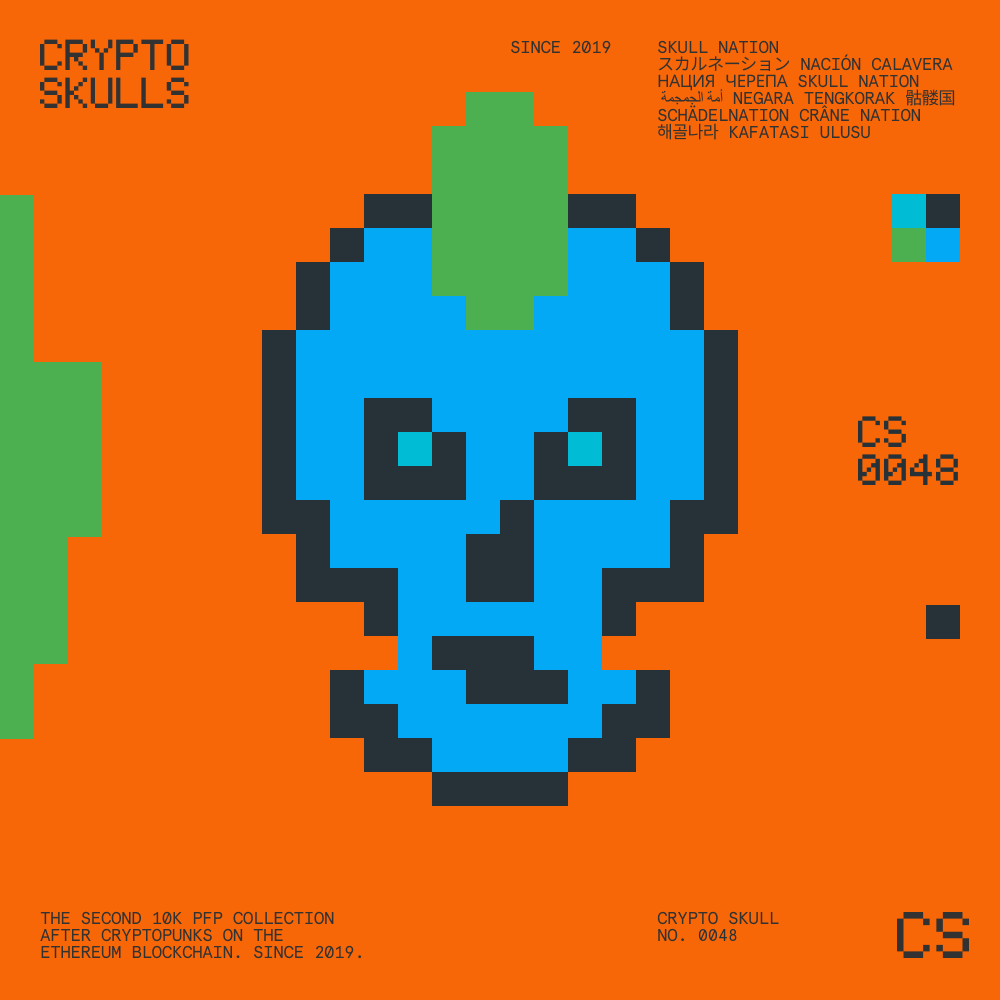 CRYPTO
SKULLS
SINCE 2019
SKULL NATION
スカルネーション NACIÓN CALAVERA
НАЦИЯ ЧЕРЕПА SKULL NATION
أمة الجمجمة NEGARA TENGKORAK 骷髅国
SCHÄDELNATION CRÂNE NATION
해골나라 KAFATASI ULUSU
CS
0048
THE SECOND 10K PFP COLLECTION
AFTER CRYPTOPUNKS ON THE
ETHEREUM BLOCKCHAIN. SINCE 2019.
CRYPTO SKULL
NO. 0048
CS